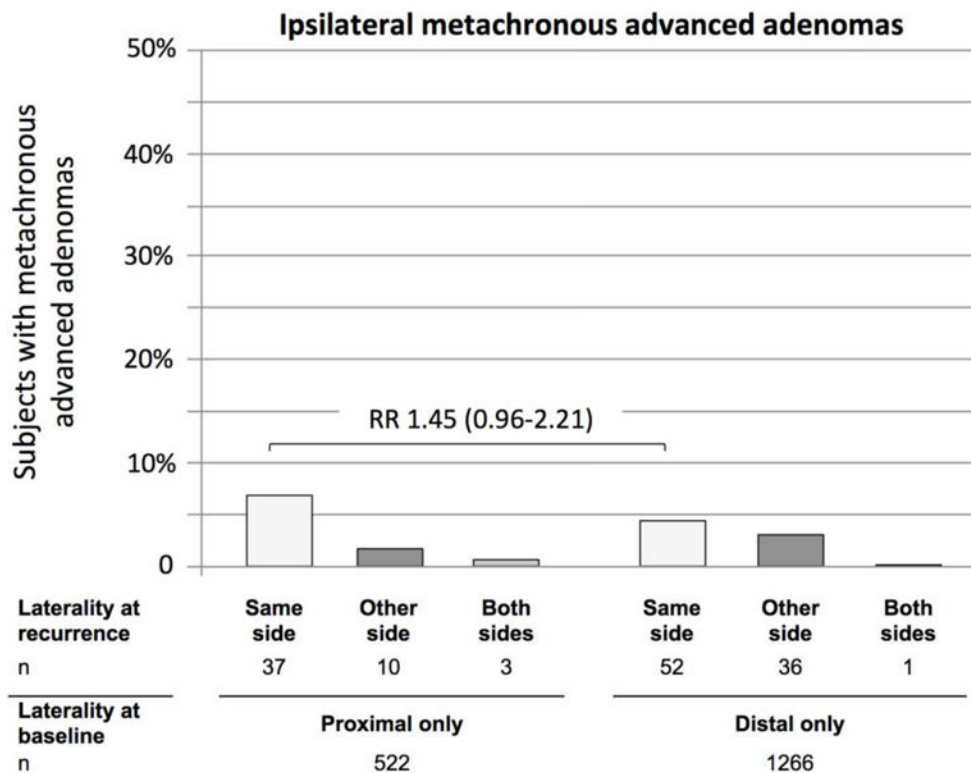 Ipsilateral metachronous advanced adenomas
Subjects with metachronous
advanced adenomas
50%
40%
30%
20%
10%
0
RR 1.45 (0.96-2.21)
Laterality at
recurrence
Same
side
Other
side
Both
sides
Same
side
Other
side
Both
sides
n 37 10 3 52 36 1
Laterality at
baseline
Proximal only Distal only
n 522 1266